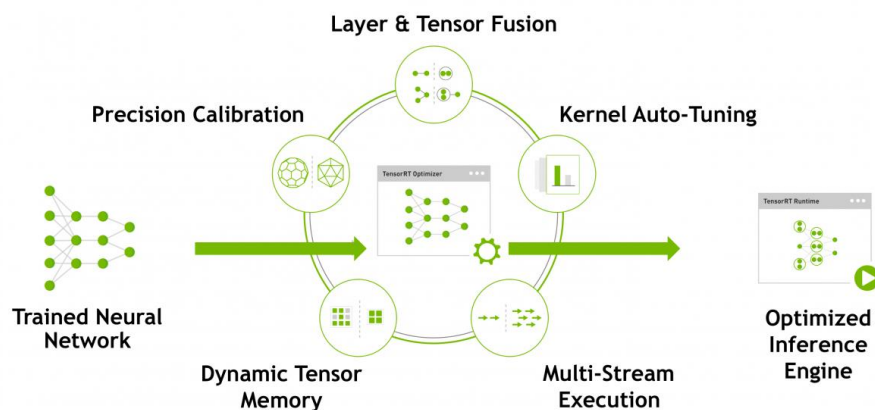 Layer & Tensor Fusion
Precision Calibration
Kernel Auto-Tuning
TensorRT Optimizer
TensorRT Runtime
Trained Neural
Network
Dynamic Tensor
Memory
Multi-Stream
Execution
Optimized
Inference
Engine